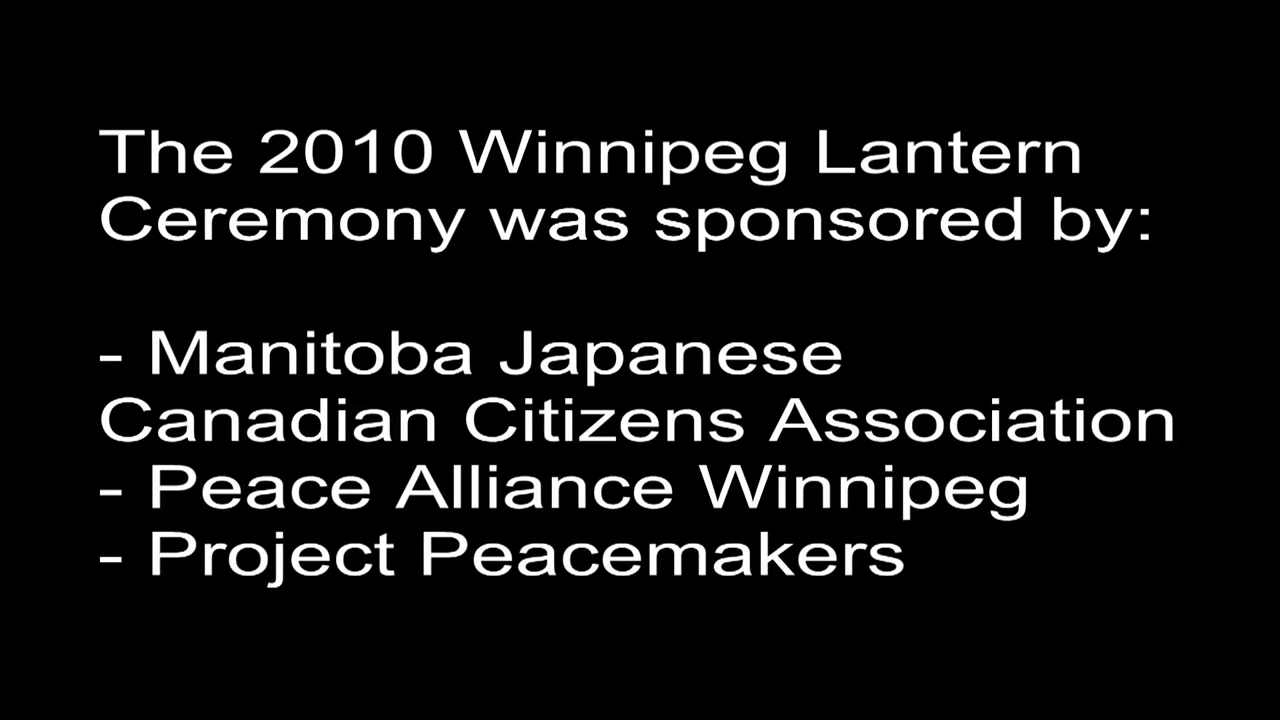 The 2010 Winnipeg Lantern
Ceremony was sponsored by:
- Manitoba Japanese
Canadian Citizens Association
- Peace Alliance Winnipeg
- Project Peacemakers